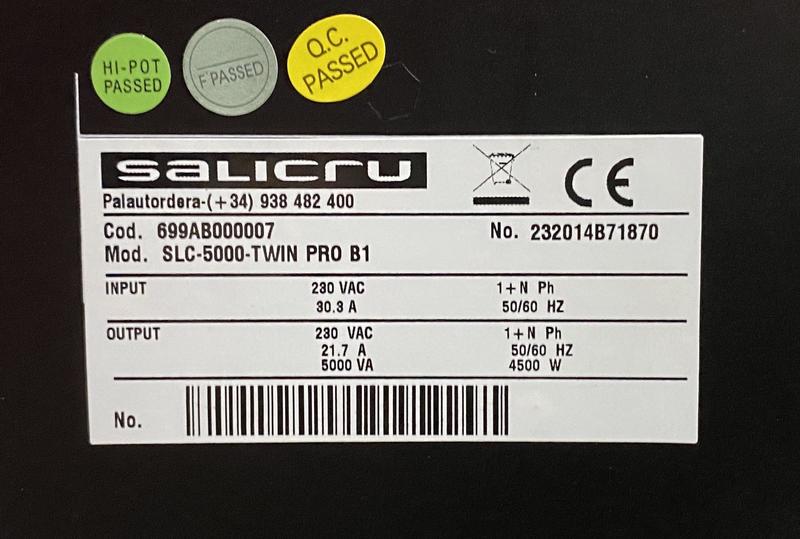 HI-POT
PASSED
F PASSED
Q.C.
PASSED
salicru
CE
Palautordera-(+34) 938 482 400
Cod. 699AB000007 No. 232014B71870
Mod. SLC-5000-TWIN PRO B1
INPUT 230 VAC 1+N Ph
30.3 A 50/60 HZ
OUTPUT 230 VAC 1+N Ph
21.7 A 50/60 HZ
5000 VA 4500 W
No.